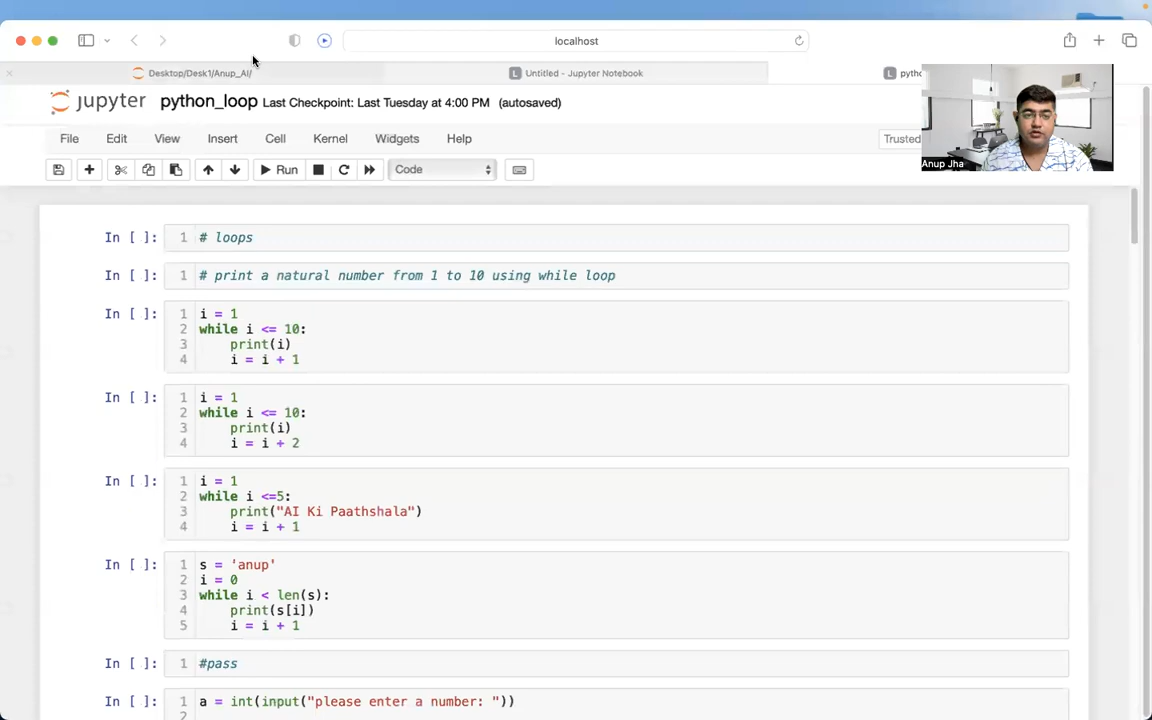 localhost
Desktop/Desk1/Anup_AI/
Untitled - Jupyter Notebook
jupyter python_loop Last Checkpoint: Last Tuesday at 4:00 PM (autosaved)
File Edit View Insert Cell Kernel Widgets Help
Trusted
Anup Jha
Run
Code
In [ ]: 1 # loops
In [ ]: 1 # print a natural number from 1 to 10 using while loop
In [ ]: 1 i = 1
2 while i <= 10:
3     print(i)
4     i = i + 1
In [ ]: 1 i = 1
2 while i <= 10:
3     print(i)
4     i = i + 2
In [ ]: 1 i = 1
2 while i <=5:
3     print("AI Ki Paathshala")
4     i = i + 1
In [ ]: 1 s = 'anup'
2 i = 0
3 while i < len(s):
4     print(s[i])
5     i = i + 1
In [ ]: 1 #pass
In [ ]: 1 a = int(input("please enter a number: "))
2